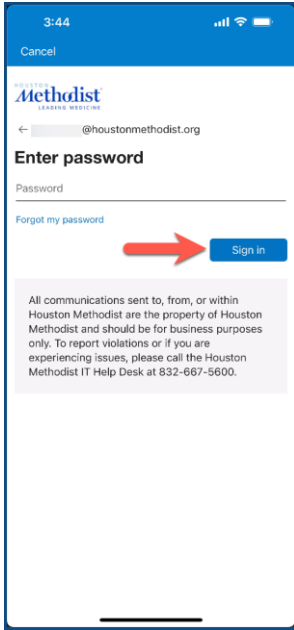 3:44
Cancel
HOUSTON
Methodist
LEADING MEDICINE
@houstonmethodist.org
Enter password
Password
Forgot my password
Sign in
All communications sent to, from, or within
Houston Methodist are the property of Houston
Methodist and should be for business purposes
only. To report violations or if you are
experiencing issues, please call the Houston
Methodist IT Help Desk at 832-667-5600.